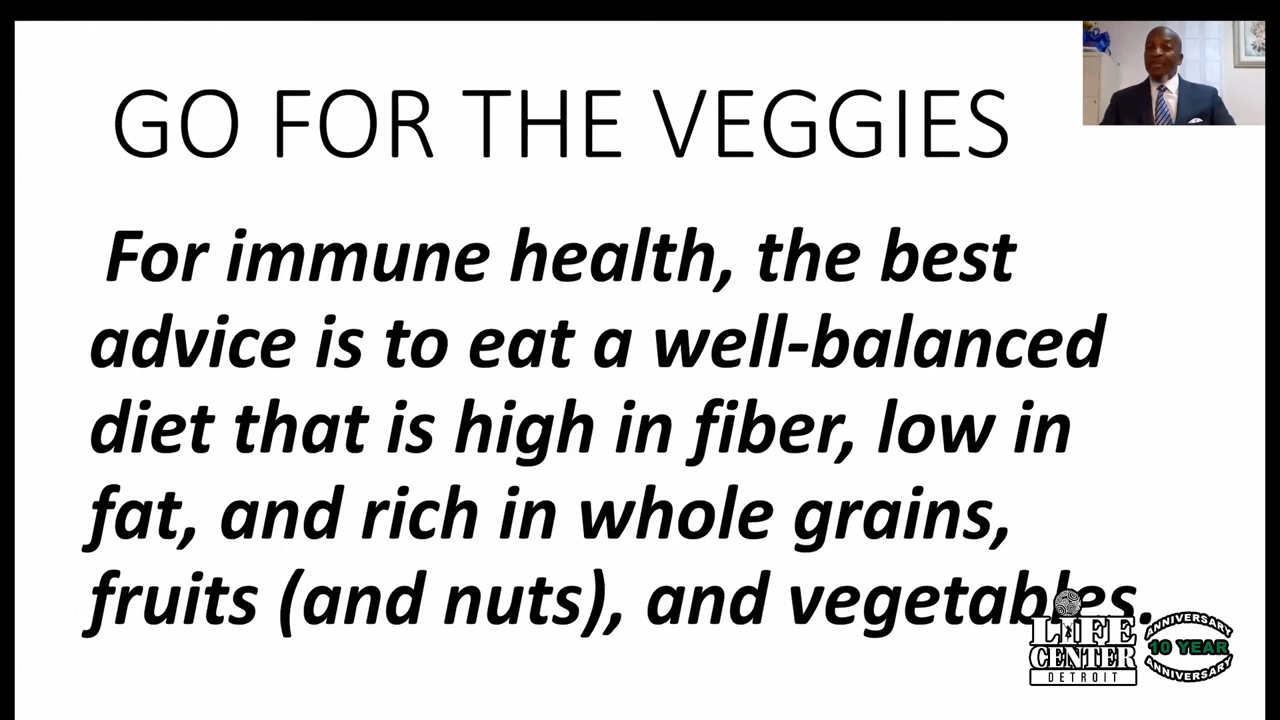 GO FOR THE VEGGIES
For immune health, the best
advice is to eat a well-balanced
diet that is high in fiber, low in
fat, and rich in whole grains,
fruits (and nuts), and vegetables.
LIFE
CENTER
DETROIT
ANNIVERSARY
10 YEAR
ANNIVERSARY